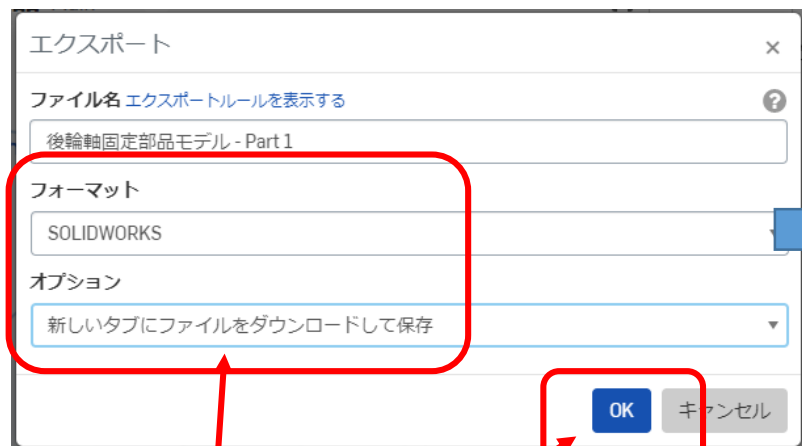 エクスポート ×
ファイル名 エクスポートルールを表示する ?
後輪軸固定部品モデル - Part 1
フォーマット
SOLIDWORKS
オプション
新しいタブにファイルをダウンロードして保存
OK キャンセル